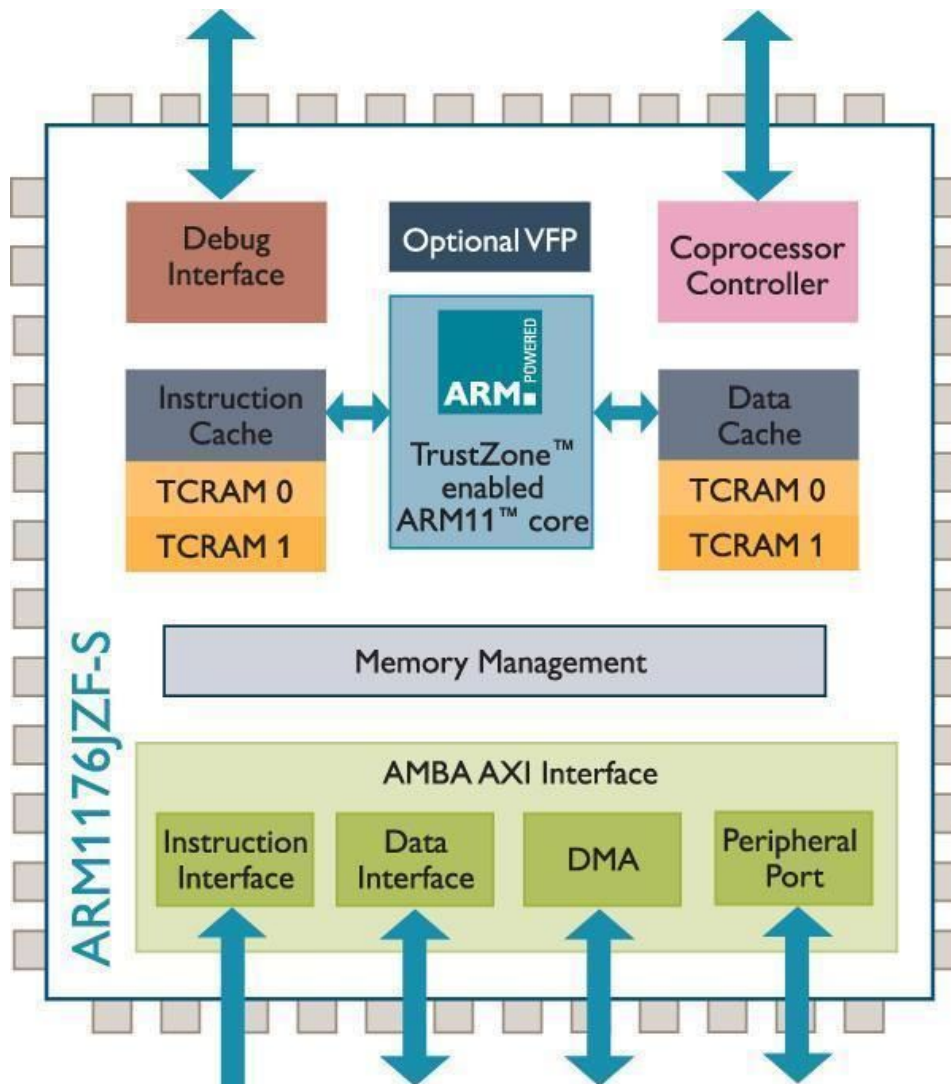 Debug
Interface
Optional VFP
Coprocessor
Controller
Instruction
Cache
TCRAM 0
TCRAM 1
ARM
POWERED
TrustZone™
enabled
ARM11™ core
Data
Cache
TCRAM 0
TCRAM 1
Memory Management
ARM1176JZF-S
AMBA AXI Interface
Instruction
Interface
Data
Interface
DMA
Peripheral
Port